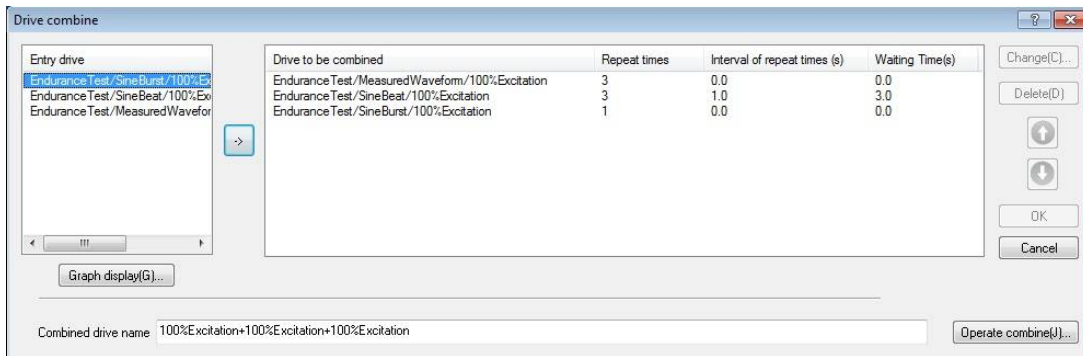 Drive combine
Entry drive
EnduranceTest/SineBurst/100%Ex
EnduranceTest/SineBeat/100%Ex
EnduranceTest/MeasuredWavefor
->
Drive to be combined Repeat times Interval of repeat times (s) Waiting Time(s)
EnduranceTest/MeasuredWaveform/100%Excitation 3 0.0 0.0
EnduranceTest/SineBeat/100%Excitation 3 1.0 3.0
EnduranceTest/SineBurst/100%Excitation 1 0.0 0.0
Change(C)...
Delete(D)
OK
Cancel
Graph display(G)...
Combined drive name 100%Excitation+100%Excitation+100%Excitation
Operate combine(J)...